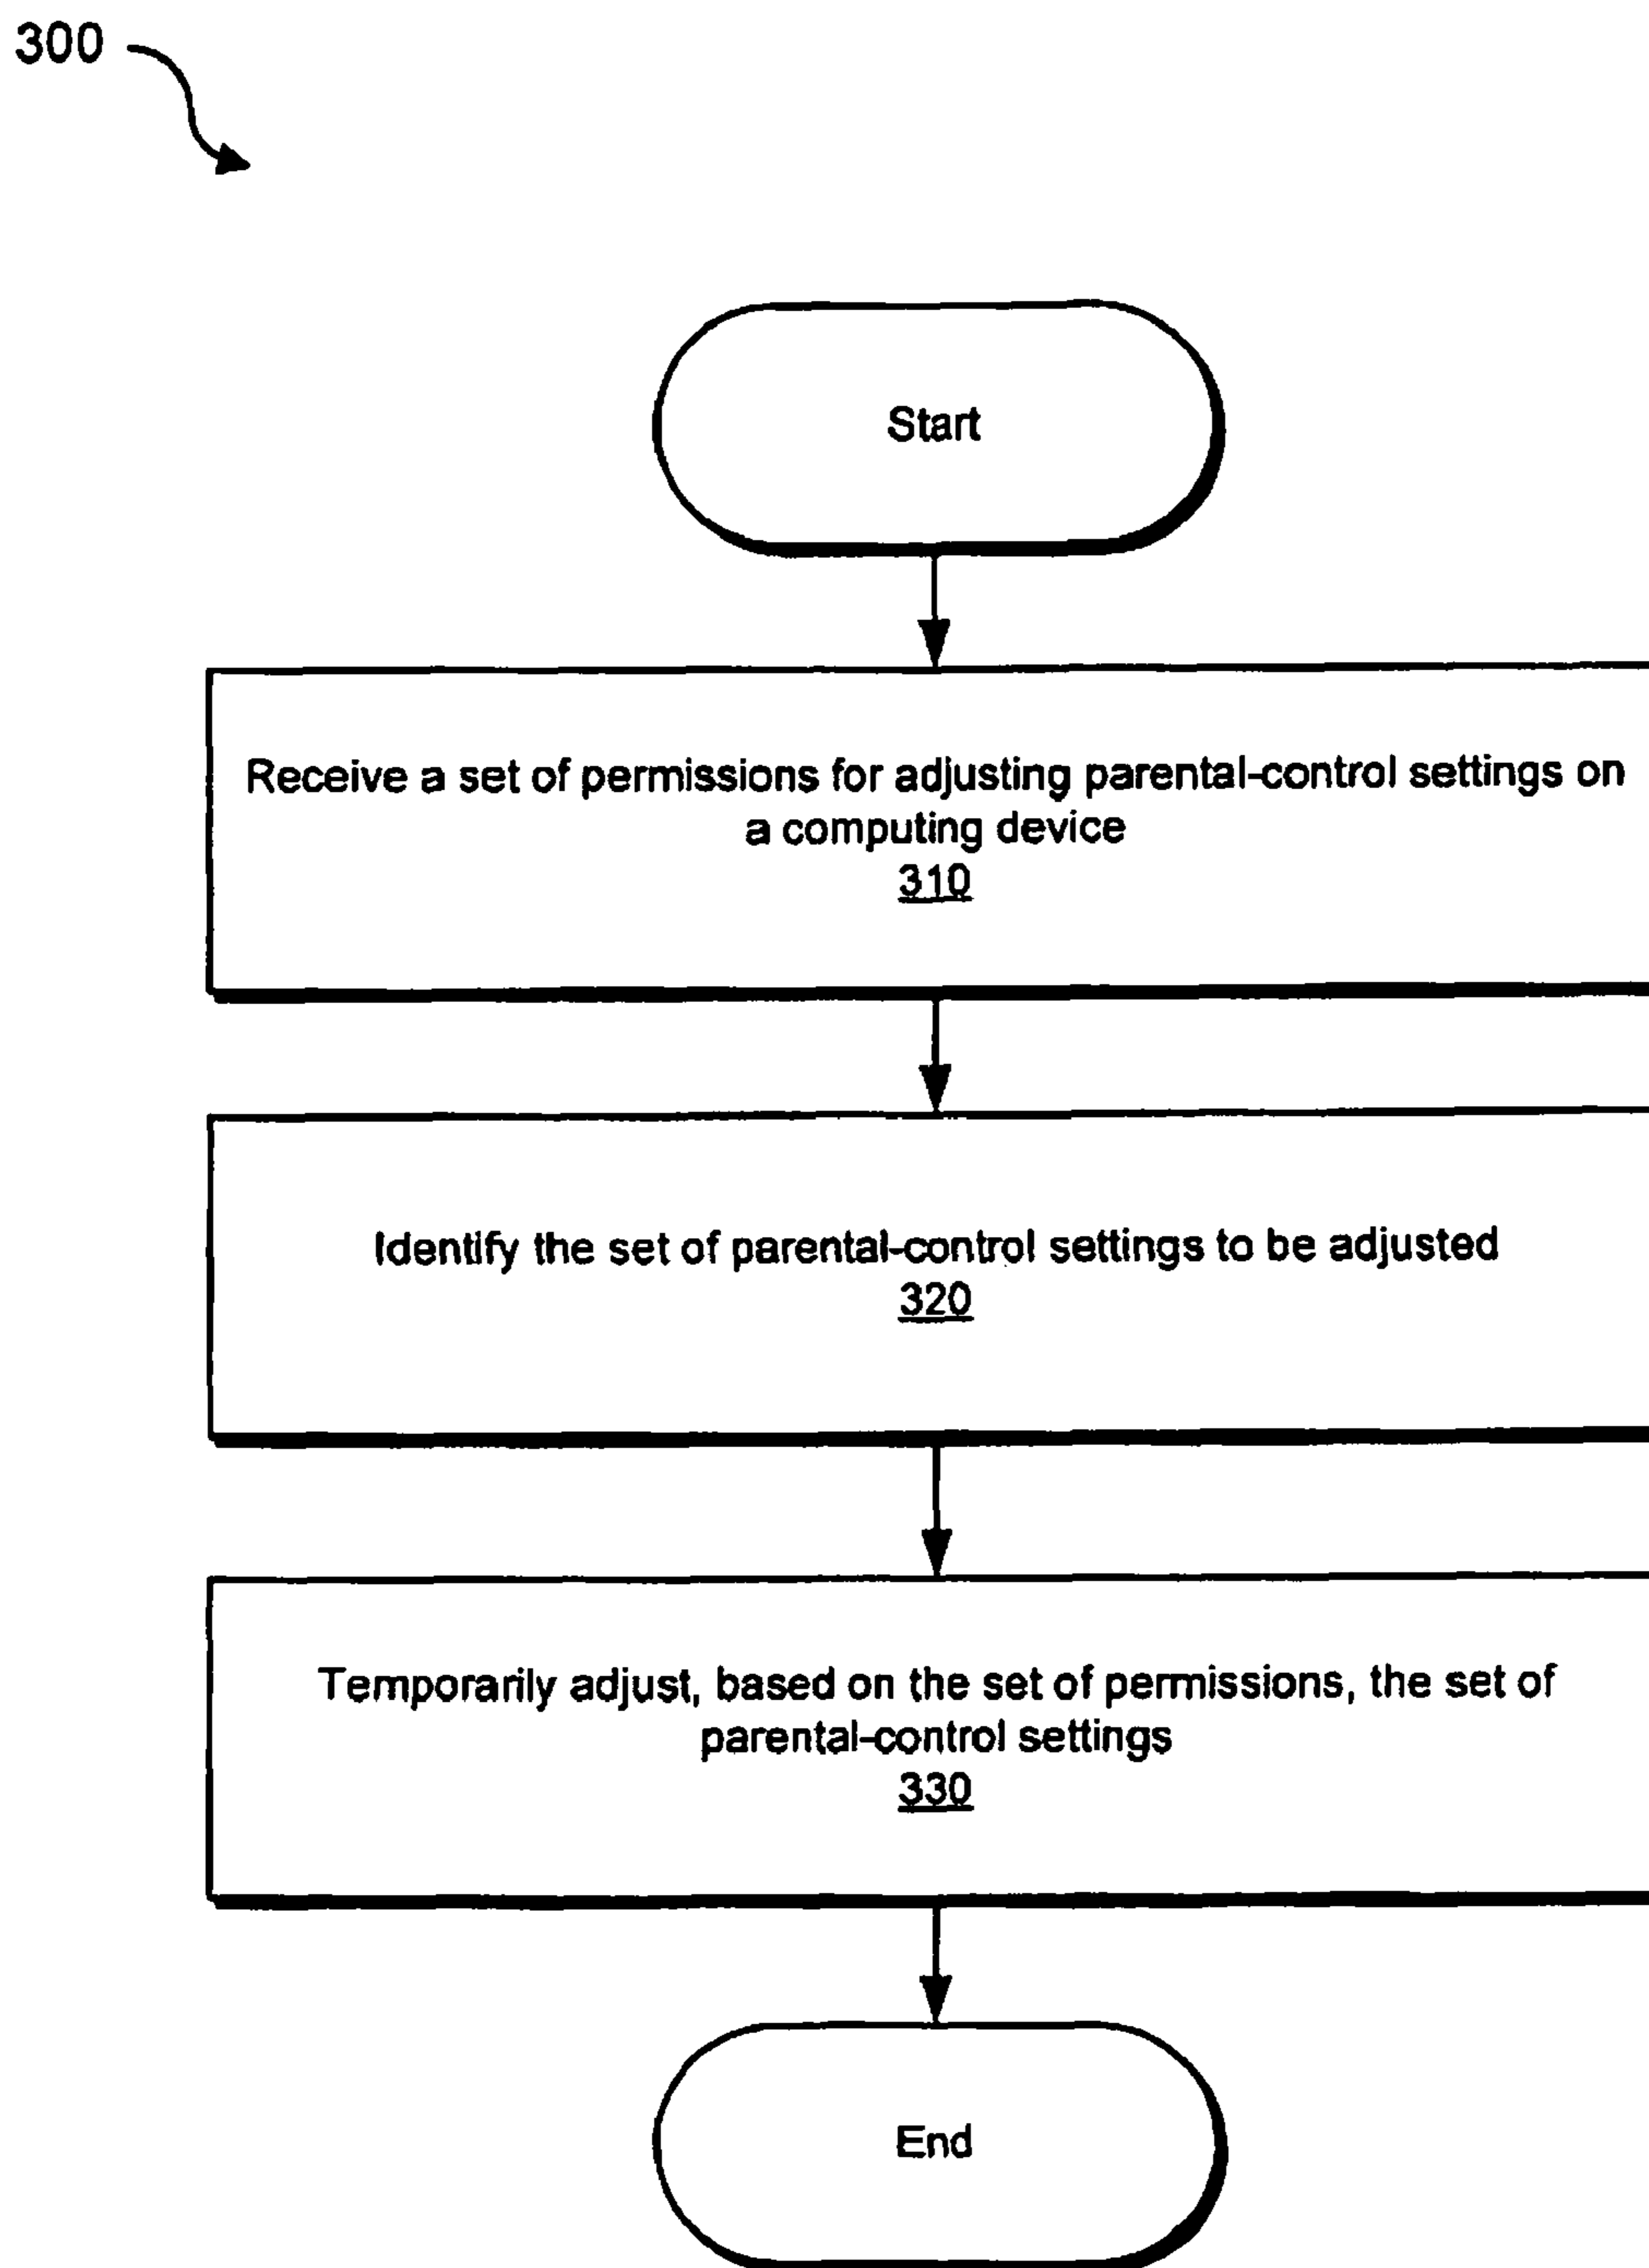 300
Start
Receive a set of permissions for adjusting parental-control settings on
a computing device
310
Identify the set of parental-control settings to be adjusted
320
Temporarily adjust, based on the set of permissions, the set of
parental-control settings
330
End